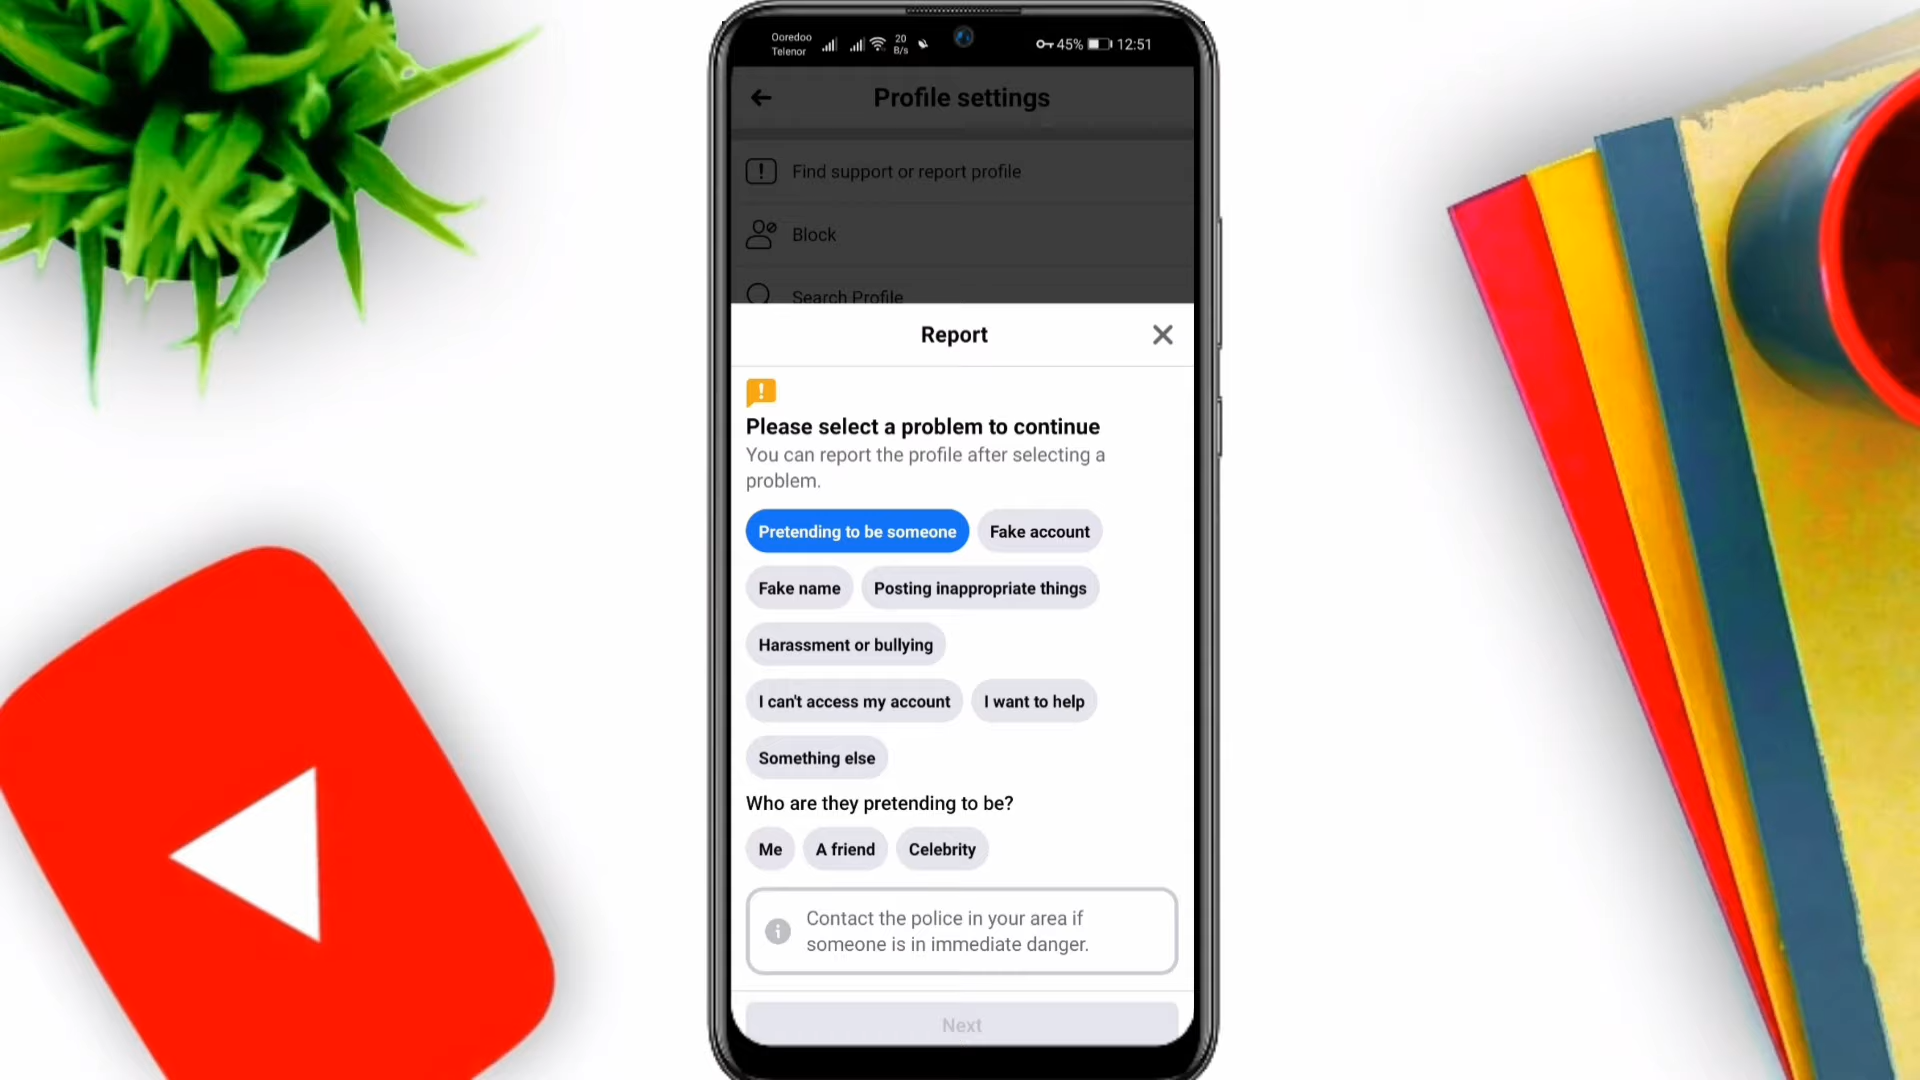 Ooredoo
Telenor
20
B/s
45%
12:51
Profile settings
Find support or report profile
Block
Search Profile
Report
Please select a problem to continue
You can report the profile after selecting a
problem.
Pretending to be someone
Fake account
Fake name
Posting inappropriate things
Harassment or bullying
I can't access my account
I want to help
Something else
Who are they pretending to be?
Me
A friend
Celebrity
Contact the police in your area if
someone is in immediate danger.
Next